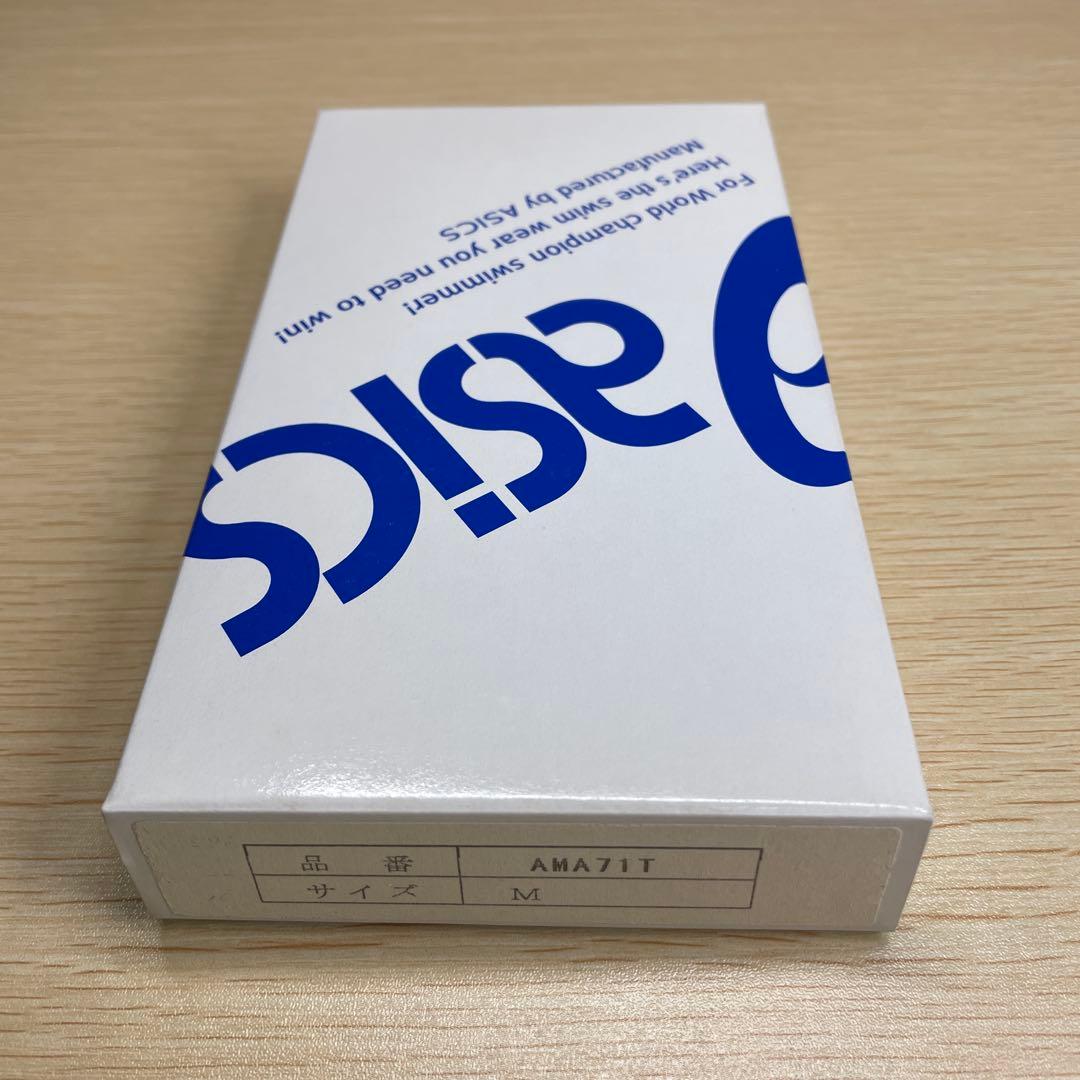 For World champion swimmer!
Here's the swim wear you need to win!
Manufactured by ASICS
asics
品番 AMA71T
サイズ M